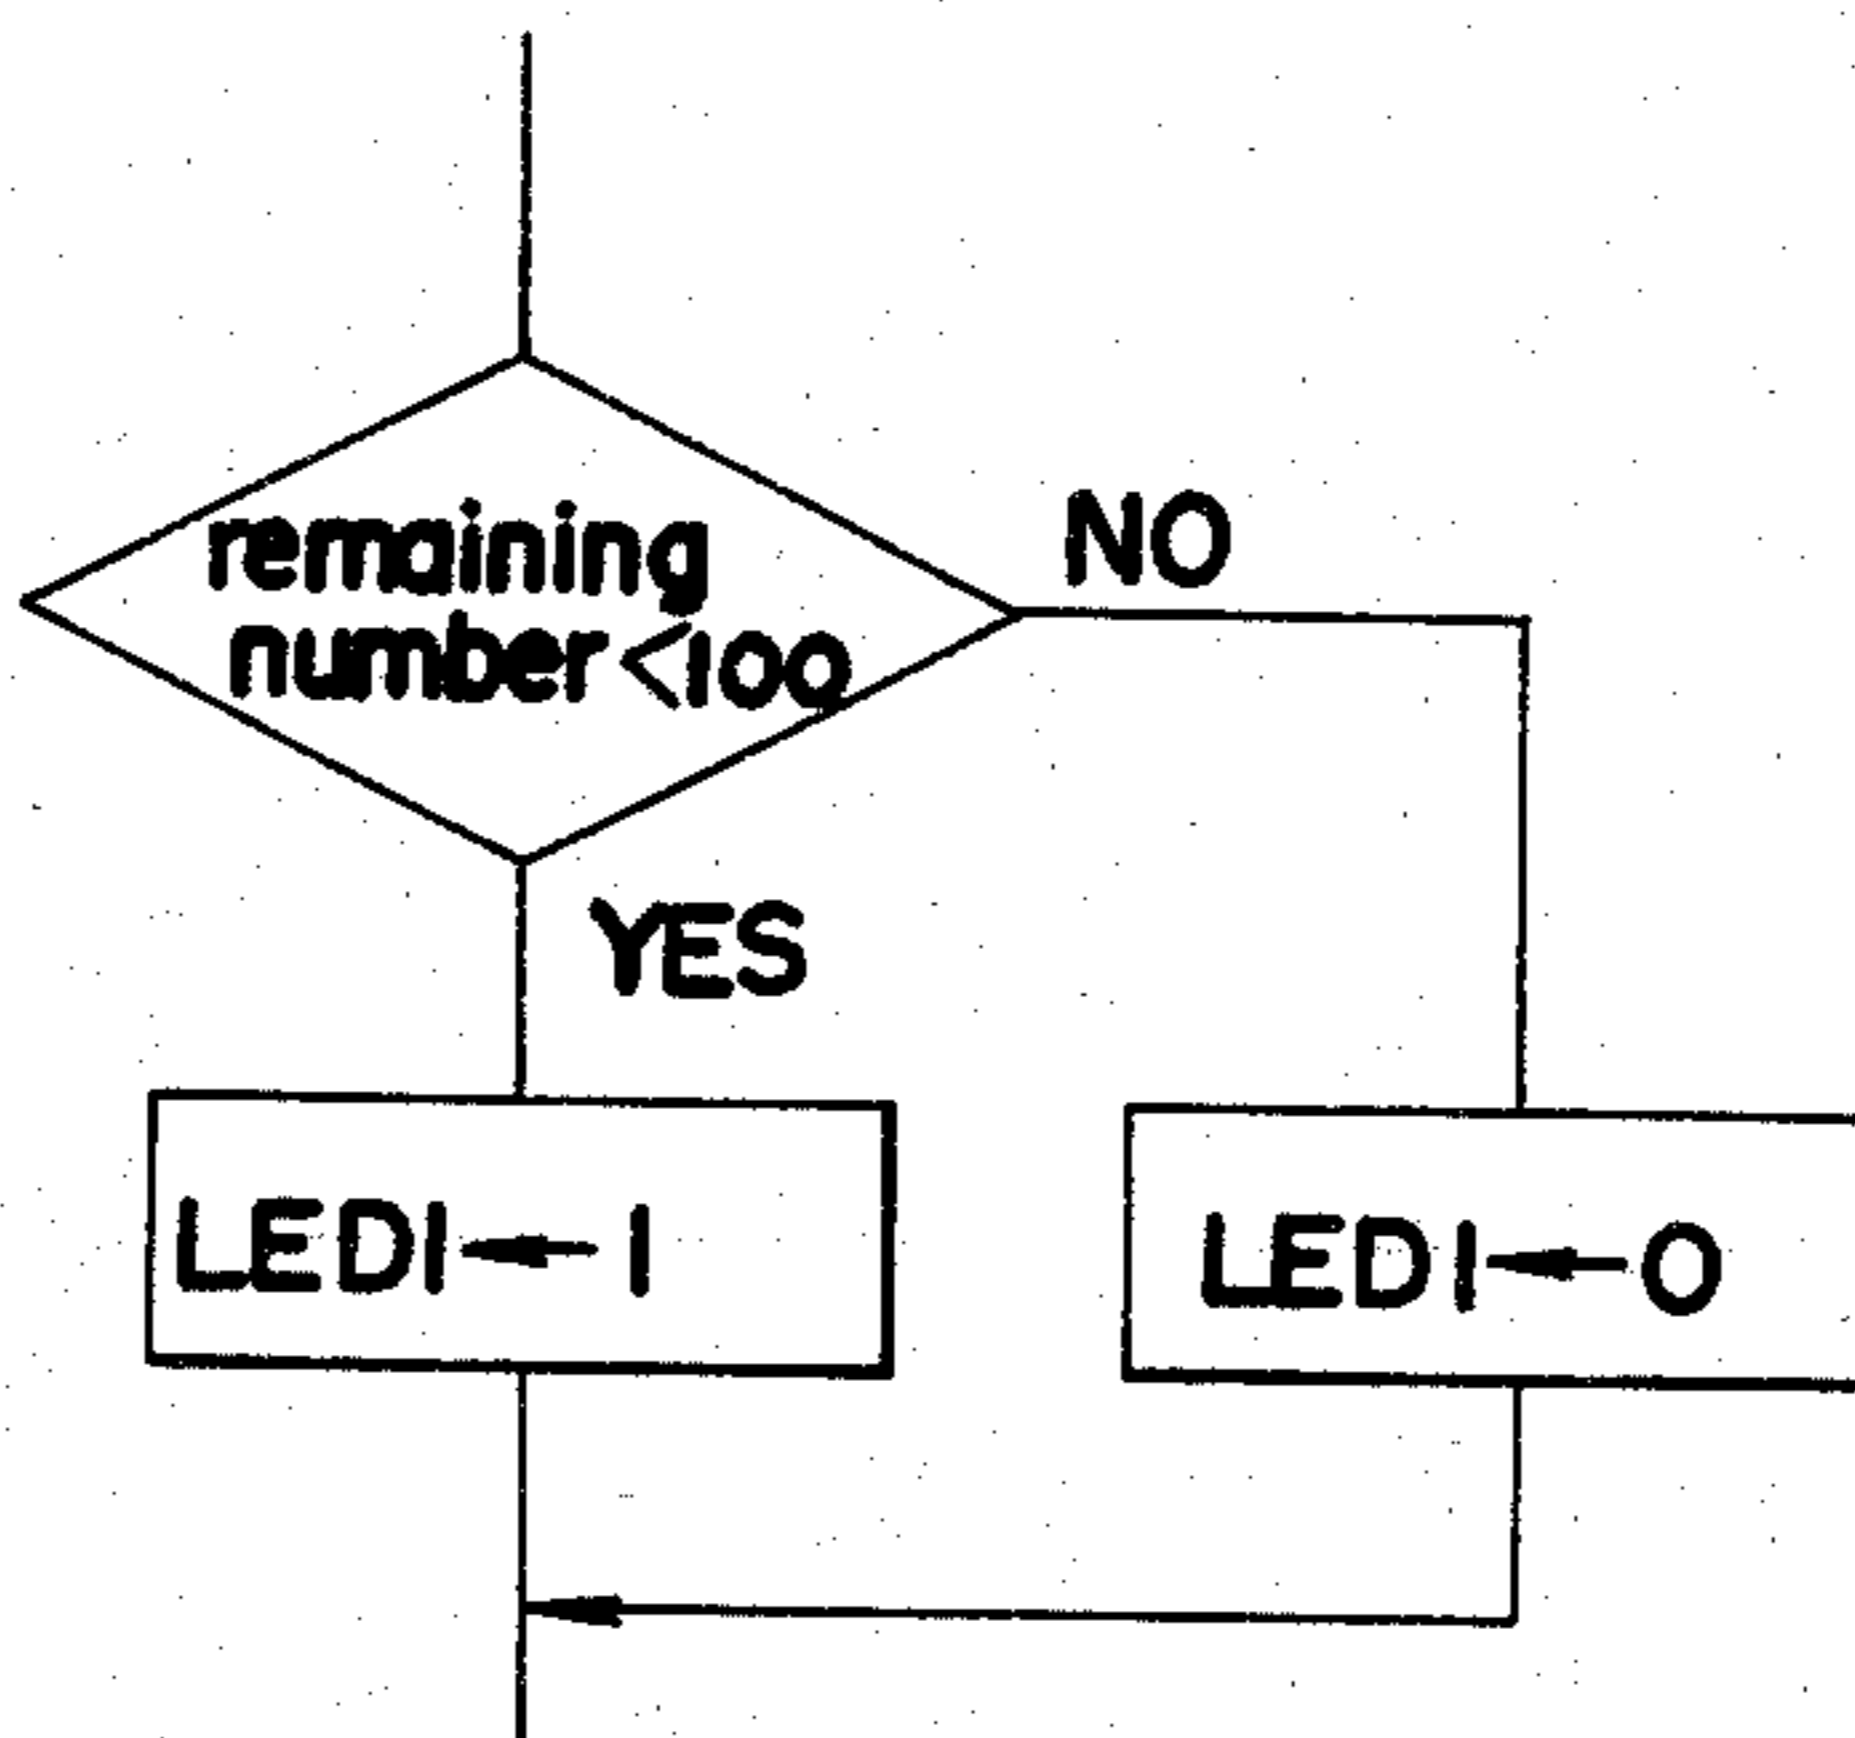 remaining
number<100
NO
YES
LED1←1
LED1←0